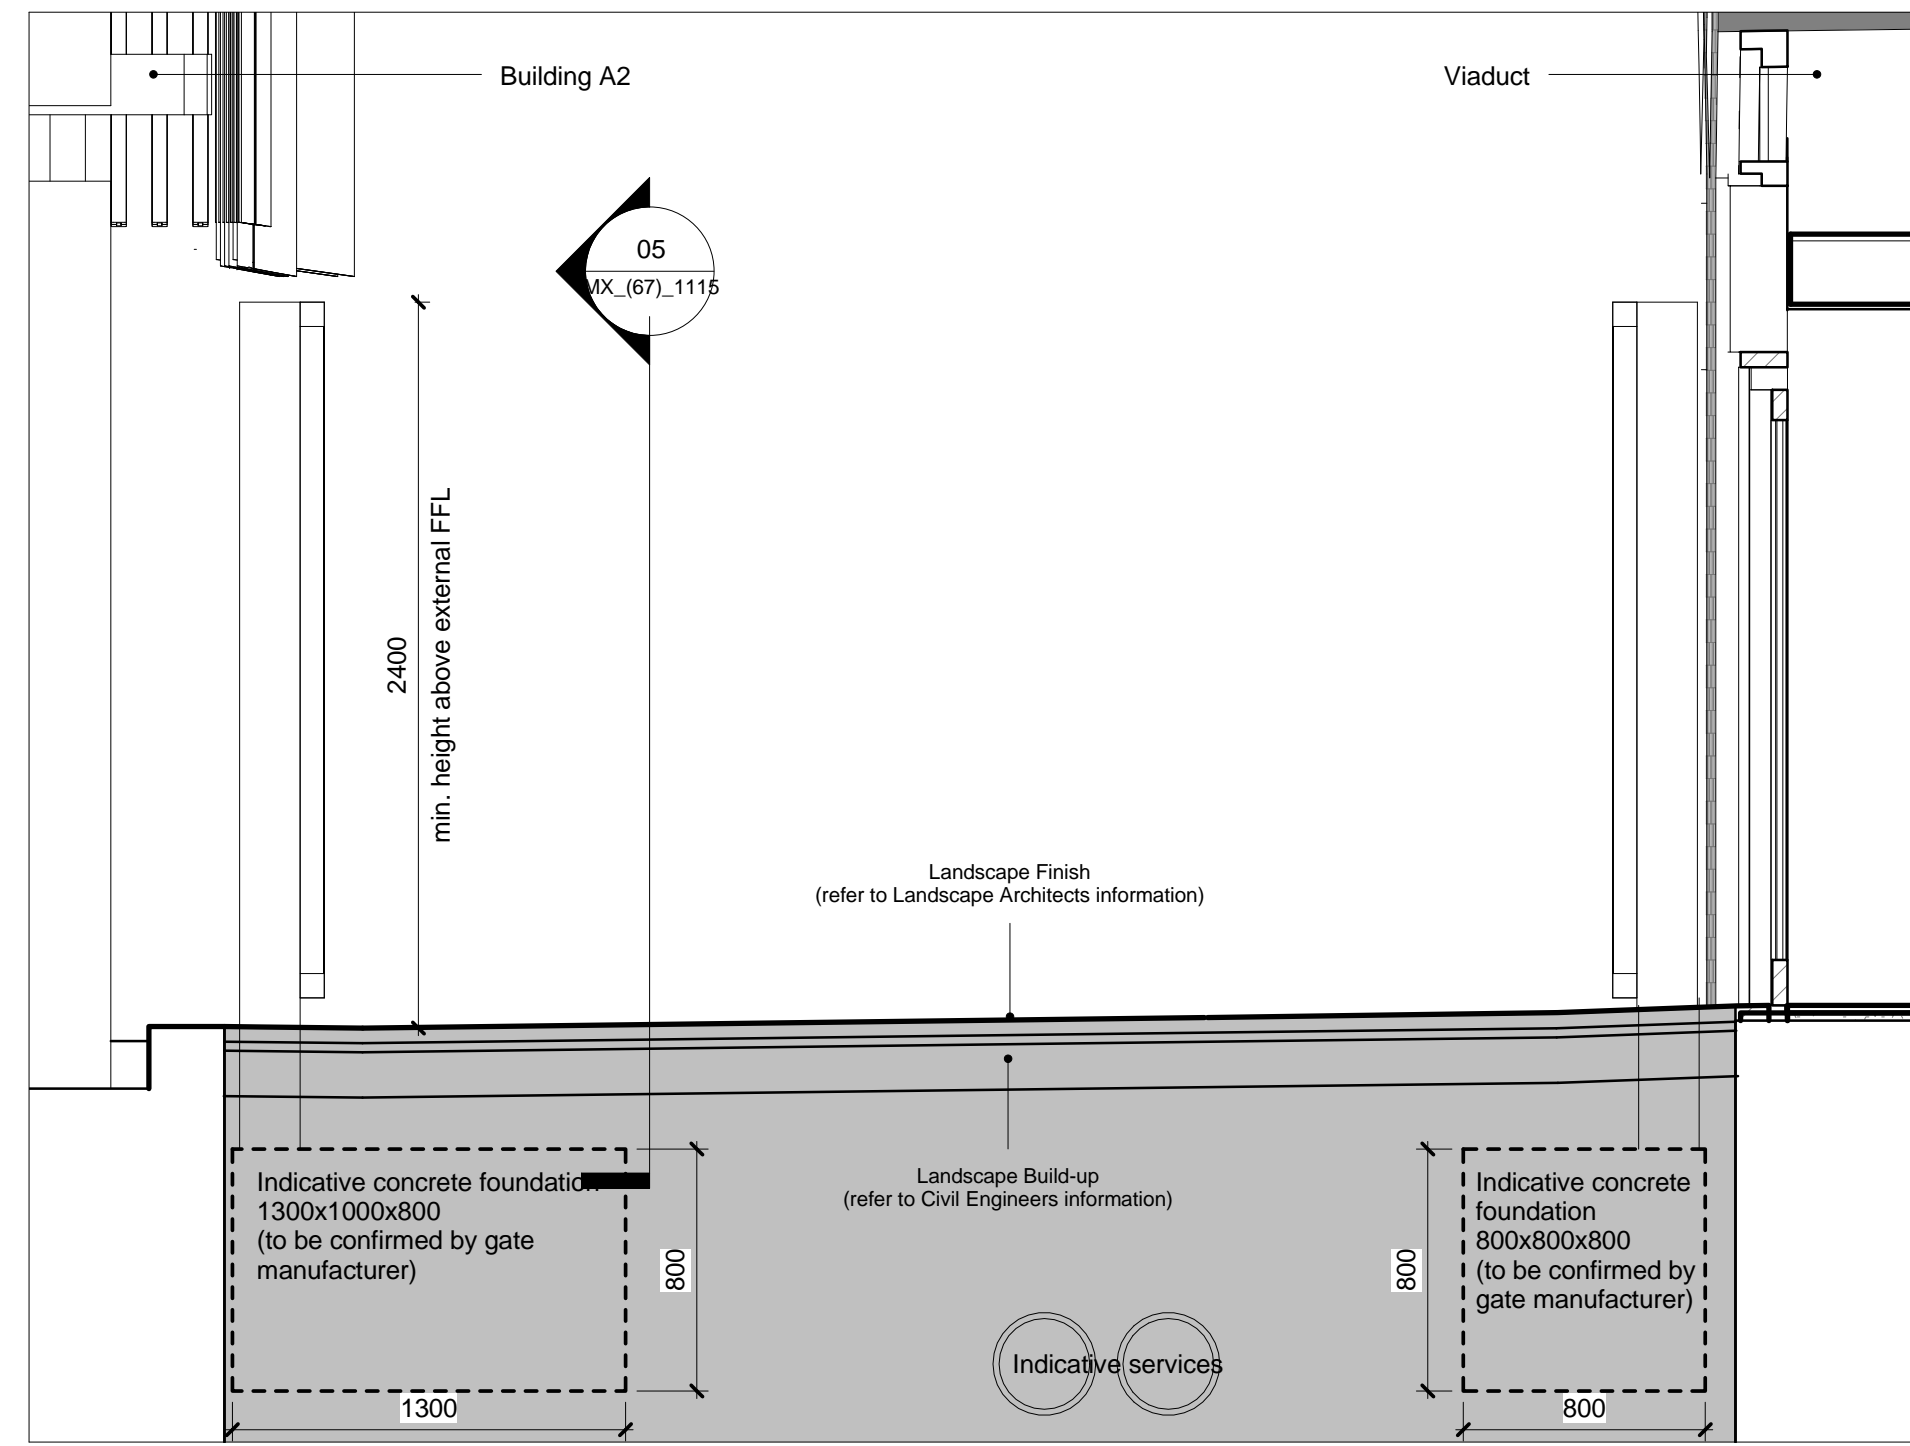 Building A2
Viaduct
05
MX_(67)_1115
2400
min. height above external FFL
Landscape Finish
(refer to Landscape Architects information)
Landscape Build-up
(refer to Civil Engineers information)
Indicative concrete foundation
1300x1000x800
(to be confirmed by gate
manufacturer)
800
1300
Indicative services
800
Indicative concrete
foundation
800x800x800
(to be confirmed by
gate manufacturer)
800